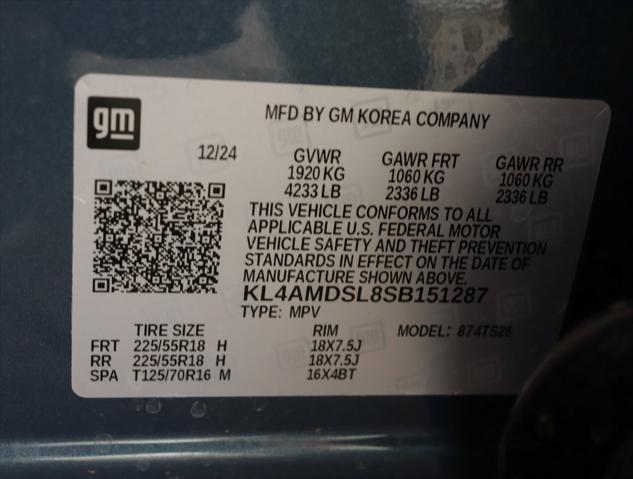 gm
MFD BY GM KOREA COMPANY
12/24 GVWR GAWR FRT GAWR RR
1920 KG 1060 KG 1060 KG
4233 LB 2336 LB 2336 LB
THIS VEHICLE CONFORMS TO ALL
APPLICABLE U.S. FEDERAL MOTOR
VEHICLE SAFETY AND THEFT PREVENTION
STANDARDS IN EFFECT ON THE DATE OF
MANUFACTURE SHOWN ABOVE.
KL4AMDSL8SB151287
TYPE: MPV
TIRE SIZE RIM MODEL: 874TS26
FRT 225/55R18 H 18X7.5J
RR 225/55R18 H 18X7.5J
SPA T125/70R16 M 16X4BT